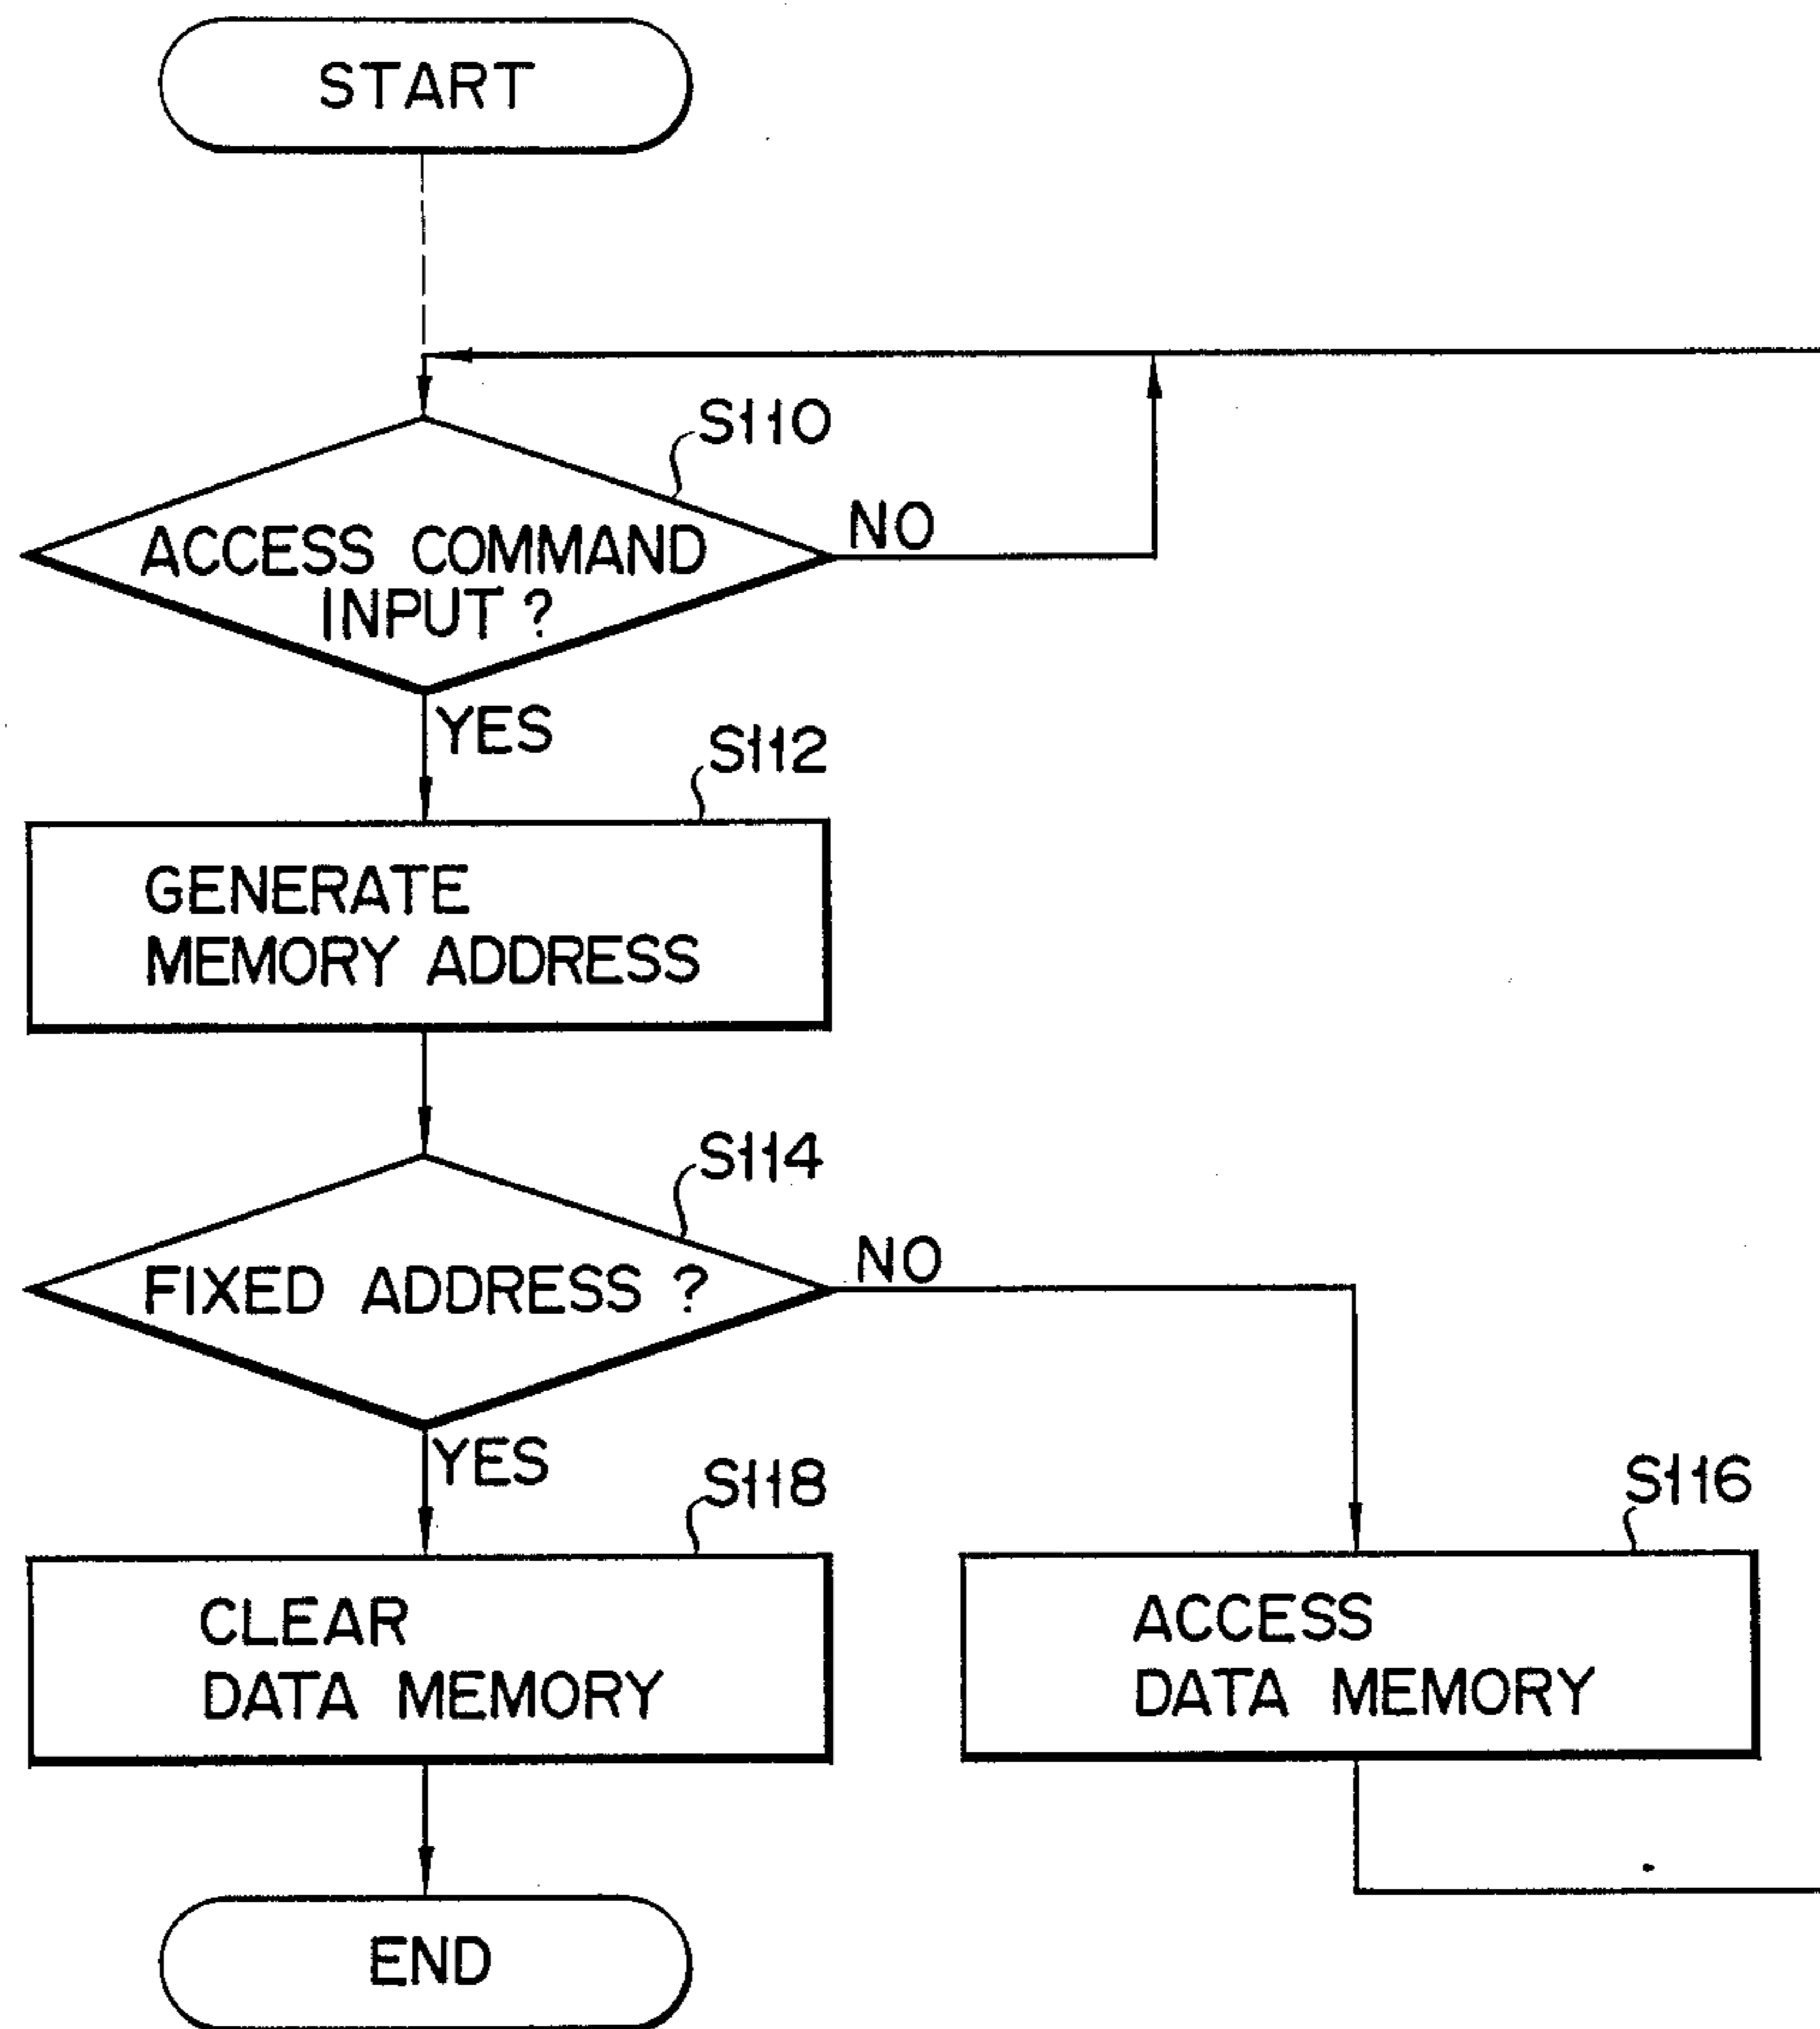 START
S110
ACCESS COMMAND
INPUT ?
NO
YES
S112
GENERATE
MEMORY ADDRESS
S114
FIXED ADDRESS ?
NO
YES
S118
CLEAR
DATA MEMORY
S116
ACCESS
DATA MEMORY
END